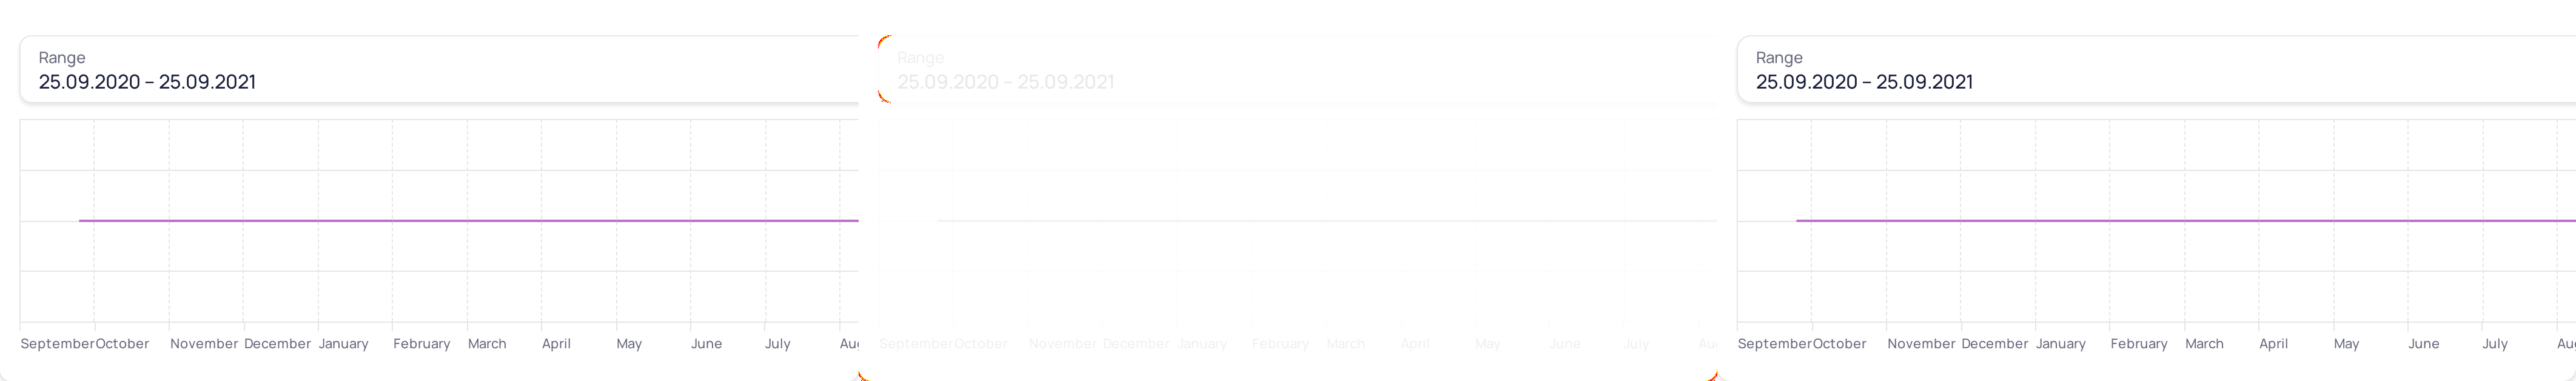 Range
25.09.2020 – 25.09.2021
September October November December January February March April May June July Aug
Range
25.09.2020 – 25.09.2021
September October November December January February March April May June July Au
Range
25.09.2020 – 25.09.2021
September October November December January February March April May June July Au